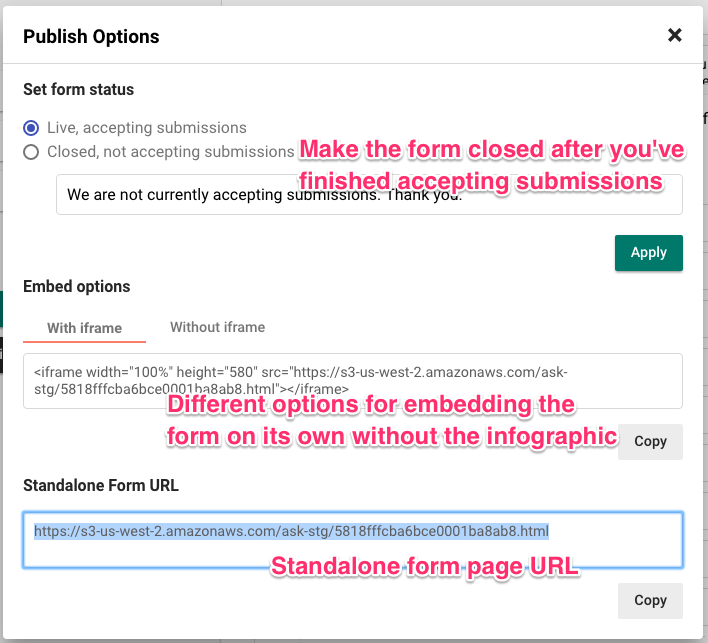 Publish Options
Set form status
Live, accepting submissions
Closed, not accepting submissions
Make the form closed after you've
finished accepting submissions
We are not currently accepting submissions. Thank you.
Apply
Embed options
With iframe
Without iframe
<iframe width="100%" height="580" src="https://s3-us-west-2.amazonaws.com/ask-
stg/5818fffcba6bce0001ba8ab8.html"></iframe>
Different options for embedding the
form on its own without the infographic
Copy
Standalone Form URL
https://s3-us-west-2.amazonaws.com/ask-stg/5818fffcba6bce0001ba8ab8.html
Standalone form page URL
Copy